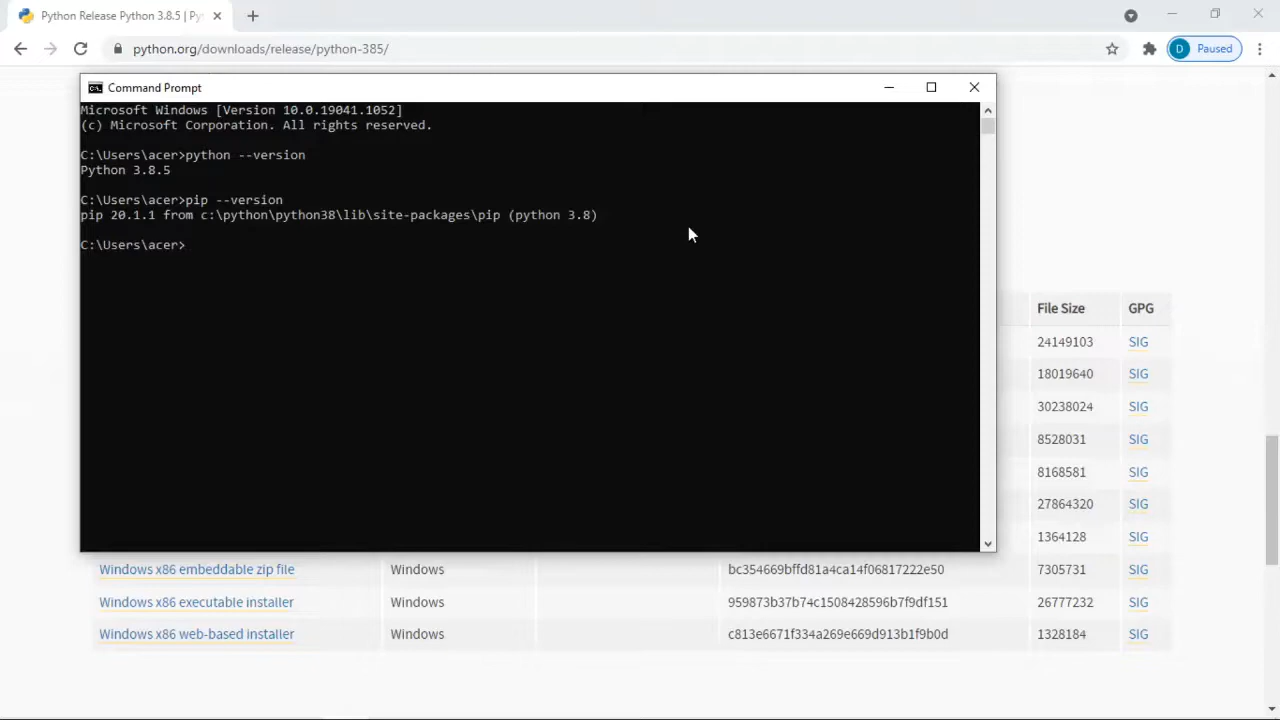 Python Release Python 3.8.5 | Py
python.org/downloads/release/python-385/
D Paused
Command Prompt
Microsoft Windows [Version 10.0.19041.1052]
(c) Microsoft Corporation. All rights reserved.
C:\Users\acer>python --version
Python 3.8.5
C:\Users\acer>pip --version
pip 20.1.1 from c:\python\python38\lib\site-packages\pip (python 3.8)
C:\Users\acer>
File Size GPG
24149103 SIG
18019640 SIG
30238024 SIG
8528031 SIG
8168581 SIG
27864320 SIG
1364128 SIG
Windows x86 embeddable zip file Windows bc354669bffd81a4ca14f06817222e50 7305731 SIG
Windows x86 executable installer Windows 959873b37b74c1508428596b7f9df151 26777232 SIG
Windows x86 web-based installer Windows c813e6671f334a269e669d913b1f9b0d 1328184 SIG